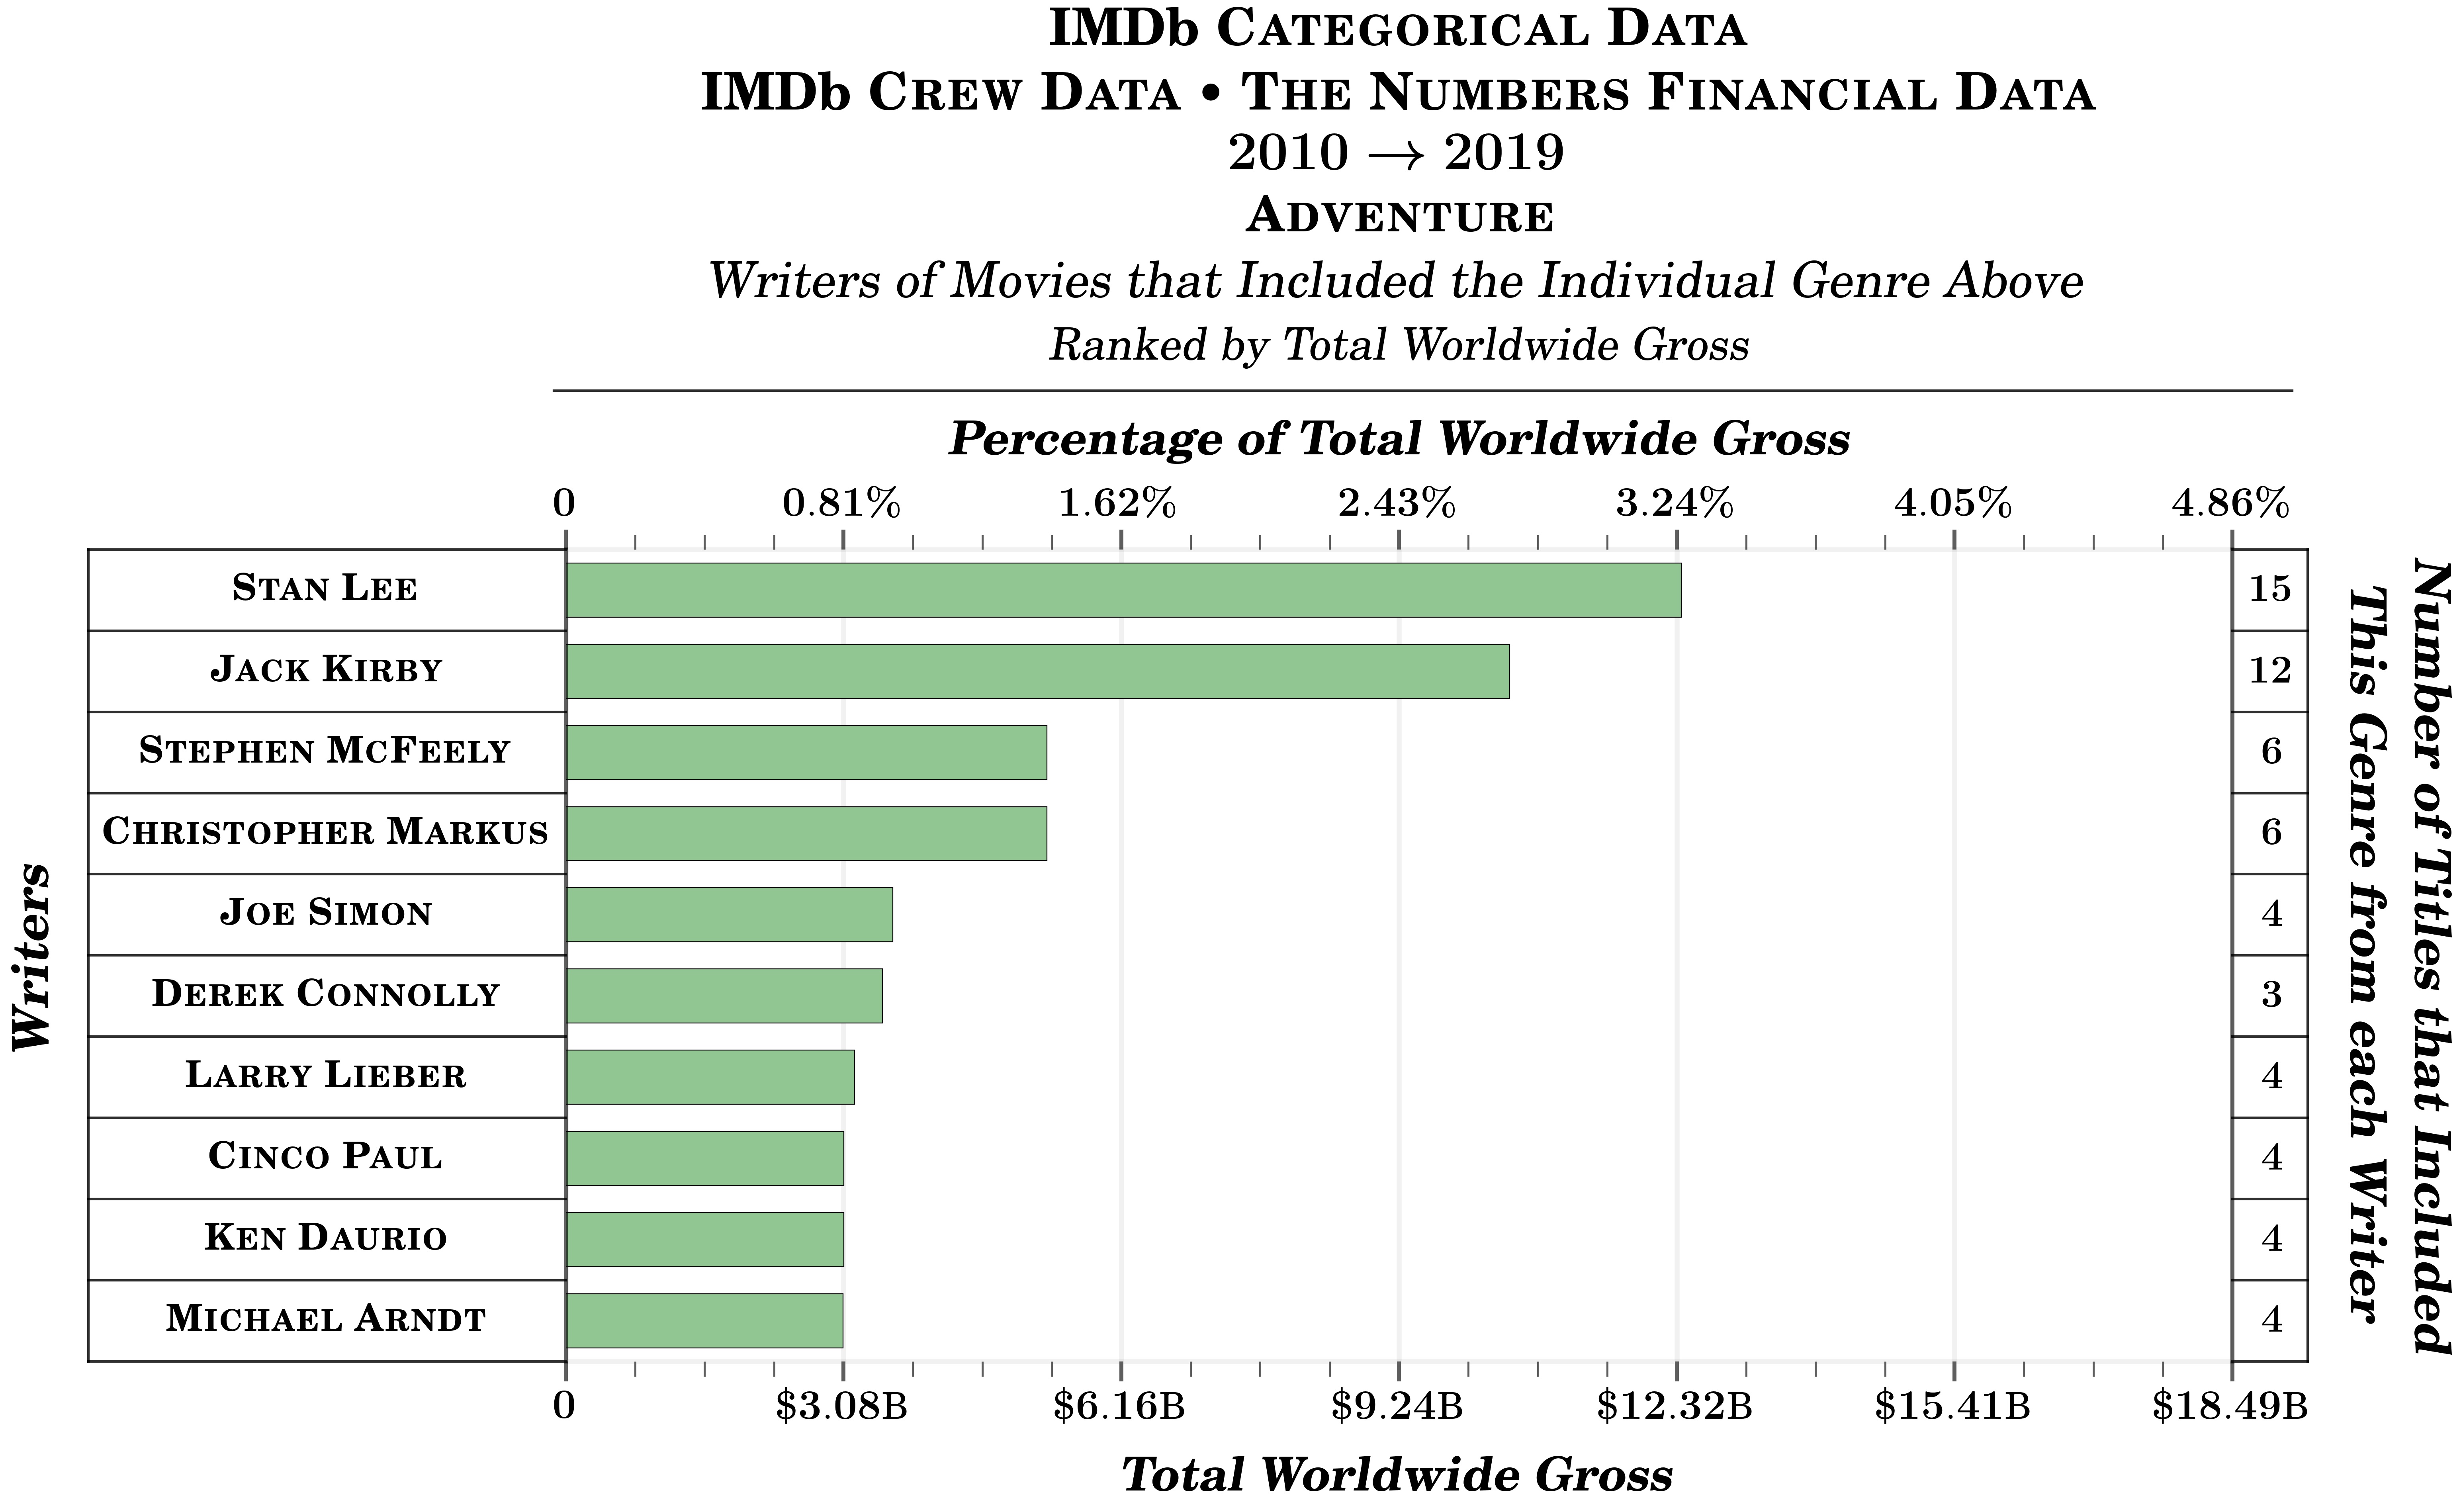 IMDb Categorical Data
IMDb Crew Data • The Numbers Financial Data
2010 → 2019
Adventure
Writers of Movies that Included the Individual Genre Above
Ranked by Total Worldwide Gross
Percentage of Total Worldwide Gross
0 0.81% 1.62% 2.43% 3.24% 4.05% 4.86%
Writers
Stan Lee 15
Jack Kirby 12
Stephen McFeely 6
Christopher Markus 6
Joe Simon 4
Derek Connolly 3
Larry Lieber 4
Cinco Paul 4
Ken Daurio 4
Michael Arndt 4
Number of Titles that Included
This Genre from each Writer
0 $3.08B $6.16B $9.24B $12.32B $15.41B $18.49B
Total Worldwide Gross